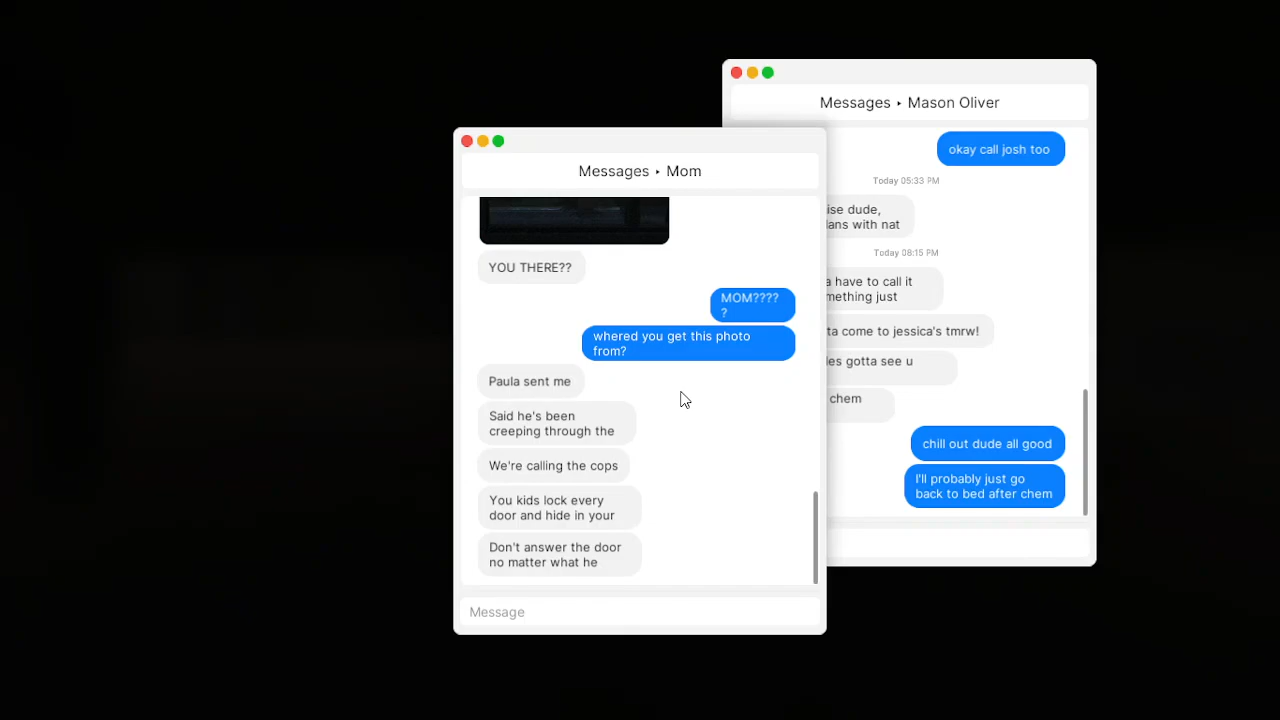 Messages ▸ Mason Oliver
okay call josh too
Today 05:33 PM
ise dude,
lans with nat
Today 08:15 PM
a have to call it
mething just
ta come to jessica's tmrw!
les gotta see u
chem
chill out dude all good
I'll probably just go
back to bed after chem
Messages ▸ Mom
YOU THERE??
MOM????
?
whered you get this photo
from?
Paula sent me
Said he's been
creeping through the
We're calling the cops
You kids lock every
door and hide in your
Don't answer the door
no matter what he
Message